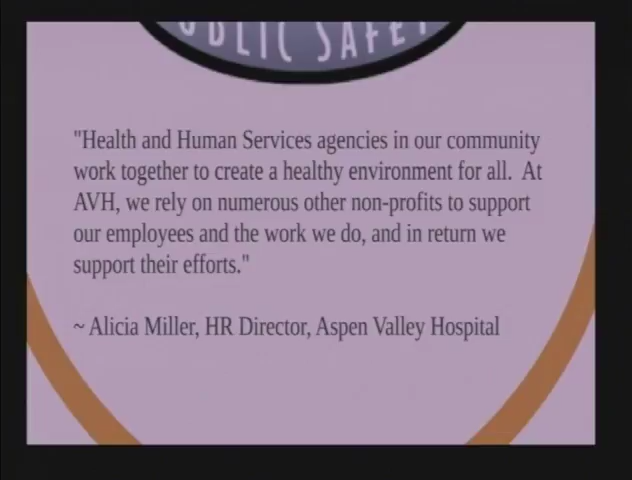 PUBLIC SAFETY
"Health and Human Services agencies in our community
work together to create a healthy environment for all. At
AVH, we rely on numerous other non-profits to support
our employees and the work we do, and in return we
support their efforts."
~ Alicia Miller, HR Director, Aspen Valley Hospital